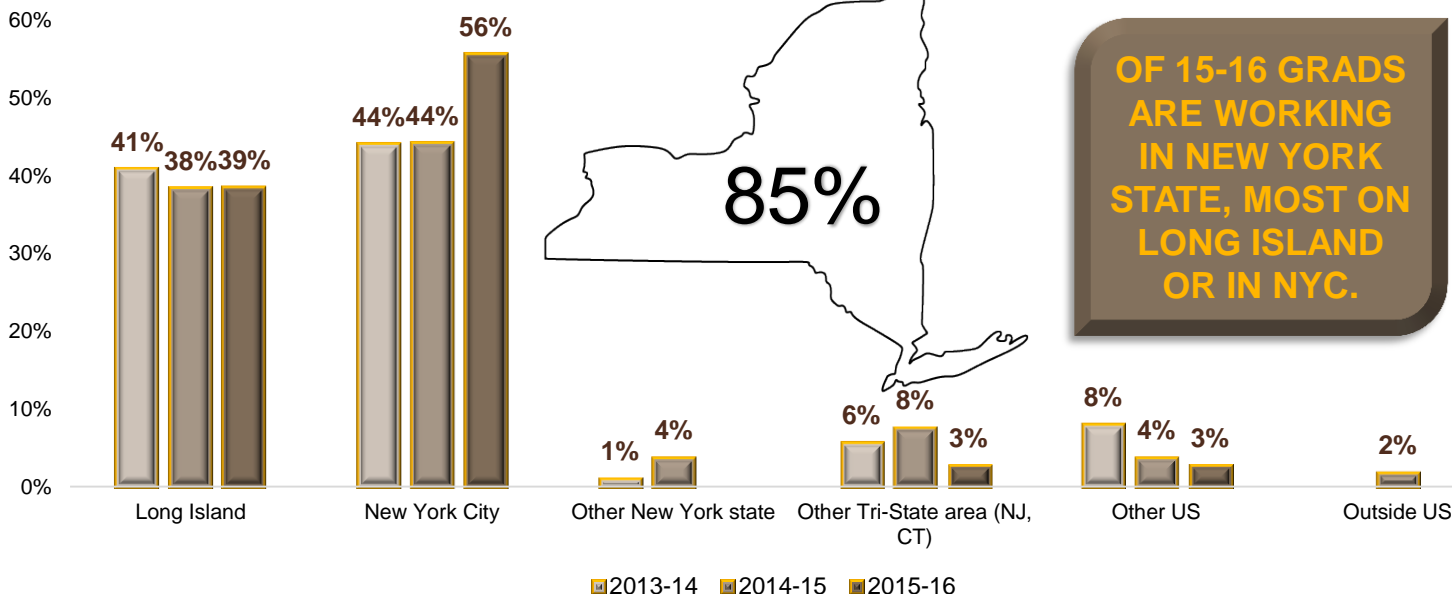 60%
50%
40%
30%
20%
10%
0%
41%
38%
39%
44%
44%
56%
1%
4%
6%
8%
3%
8%
4%
3%
2%
85%
OF 15-16 GRADS
ARE WORKING
IN NEW YORK
STATE, MOST ON
LONG ISLAND
OR IN NYC.
Long Island
New York City
Other New York state
Other Tri-State area (NJ,
CT)
Other US
Outside US
2013-14
2014-15
2015-16